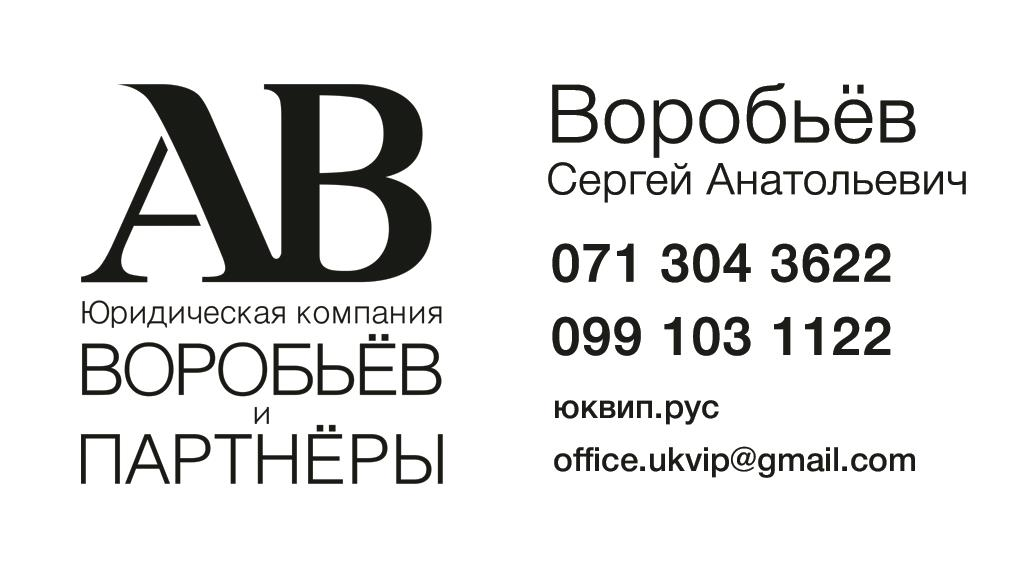 АВ
Юридическая компания
ВОРОБЬЁВ
и
ПАРТНЁРЫ
Воробьёв
Сергей Анатольевич
071 304 3622
099 103 1122
юквип.рус
office.ukvip@gmail.com